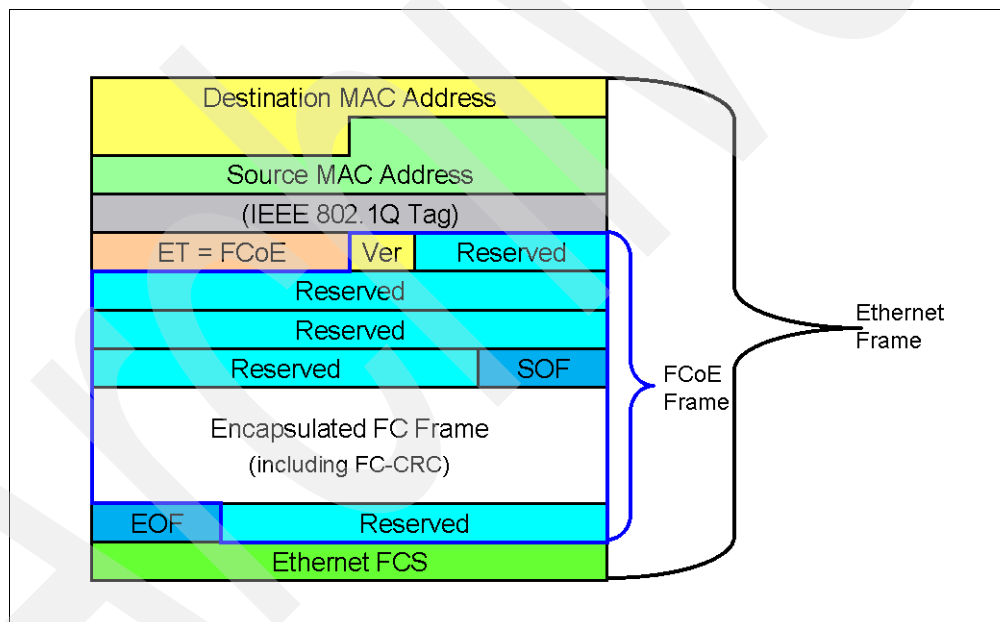 Destination MAC Address
Source MAC Address
(IEEE 802.1Q Tag)
ET = FCoE Ver Reserved
Reserved
Reserved
Reserved SOF
Encapsulated FC Frame
(including FC-CRC)
EOF Reserved
Ethernet FCS
FCoE
Frame
Ethernet
Frame